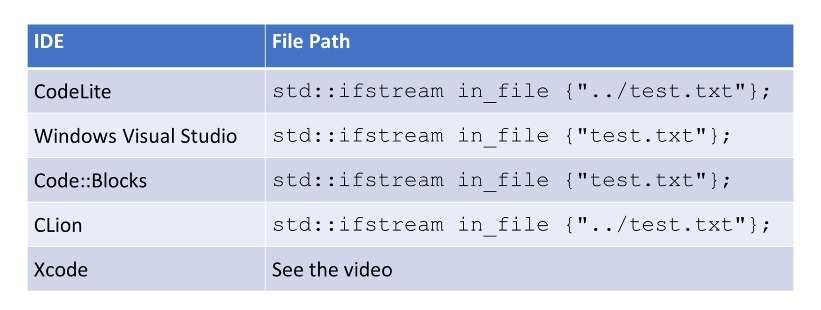 IDE File Path
CodeLite std::ifstream in_file {"../test.txt"};
Windows Visual Studio std::ifstream in_file {"test.txt"};
Code::Blocks std::ifstream in_file {"test.txt"};
CLion std::ifstream in_file {"../test.txt"};
Xcode See the video